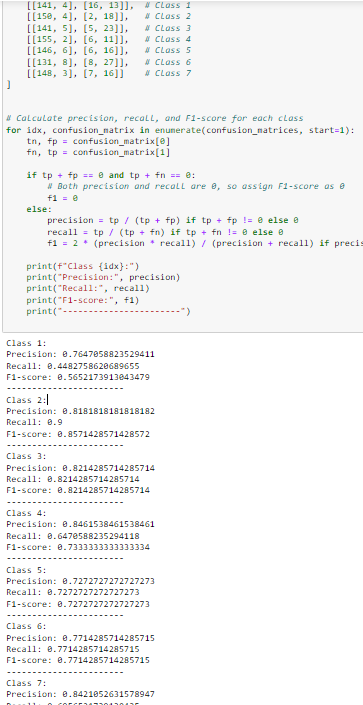 [[141, 4], [16, 13]], # Class 1
[[150, 4], [2, 18]], # Class 2
[[141, 5], [5, 23]], # Class 3
[[155, 2], [6, 11]], # Class 4
[[146, 6], [6, 16]], # Class 5
[[131, 8], [8, 27]], # Class 6
[[148, 3], [7, 16]] # Class 7
]
# Calculate precision, recall, and F1-score for each class
for idx, confusion_matrix in enumerate(confusion_matrices, start=1):
tn, fp = confusion_matrix[0]
fn, tp = confusion_matrix[1]
if tp + fp == 0 and tp + fn == 0:
# Both precision and recall are 0, so assign F1-score as 0
f1 = 0
else:
precision = tp / (tp + fp) if tp + fp != 0 else 0
recall = tp / (tp + fn) if tp + fn != 0 else 0
f1 = 2 * (precision * recall) / (precision + recall) if precis
print(f"Class {idx}:")
print("Precision:", precision)
print("Recall:", recall)
print("F1-score:", f1)
print("-----------------------")
Class 1:
Precision: 0.7647058823529411
Recall: 0.4482758620689655
F1-score: 0.5652173913043479
-----------------------
Class 2:
Precision: 0.8181818181818182
Recall: 0.9
F1-score: 0.8571428571428572
-----------------------
Class 3:
Precision: 0.8214285714285714
Recall: 0.8214285714285714
F1-score: 0.8214285714285714
-----------------------
Class 4:
Precision: 0.8461538461538461
Recall: 0.6470588235294118
F1-score: 0.7333333333333334
-----------------------
Class 5:
Precision: 0.7272727272727273
Recall: 0.7272727272727273
F1-score: 0.7272727272727273
-----------------------
Class 6:
Precision: 0.7714285714285715
Recall: 0.7714285714285715
F1-score: 0.7714285714285715
-----------------------
Class 7:
Precision: 0.8421052631578947